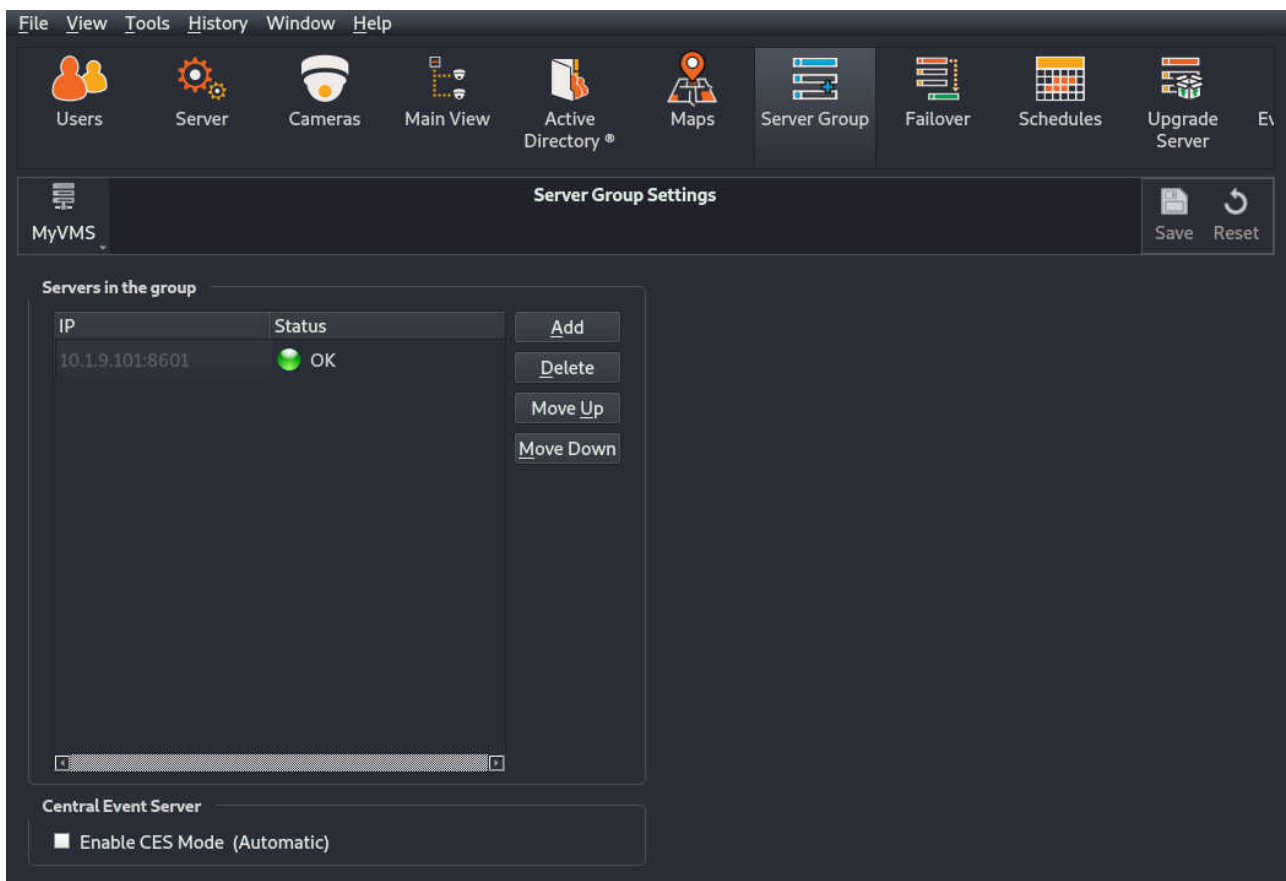 File View Tools History Window Help
Users
Server
Cameras
Main View
Active
Directory ®
Maps
Server Group
Failover
Schedules
Upgrade
Server
MyVMS
Server Group Settings
Save Reset
Servers in the group
IP Status
10.1.9.101:8601 OK
Add
Delete
Move Up
Move Down
Central Event Server
Enable CES Mode (Automatic)